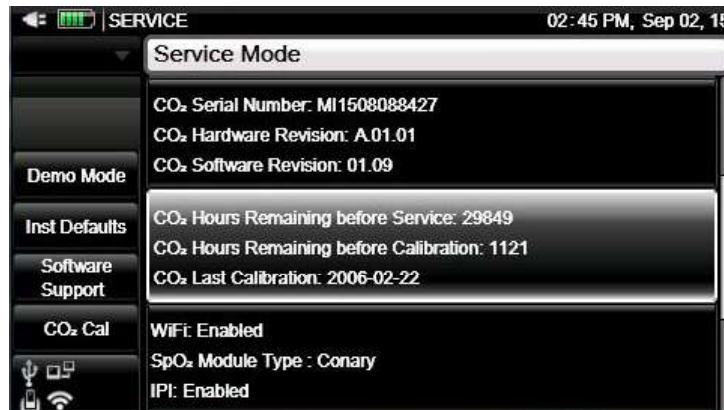 SERVICE 02:45 PM, Sep 02, 15
Service Mode
CO₂ Serial Number: MI1508088427
CO₂ Hardware Revision: A.01.01
CO₂ Software Revision: 01.09
Demo Mode
Inst Defaults
CO₂ Hours Remaining before Service: 29849
CO₂ Hours Remaining before Calibration: 1121
CO₂ Last Calibration: 2006-02-22
Software
Support
CO₂ Cal
WiFi: Enabled
SpO₂ Module Type : Conary
IPI: Enabled